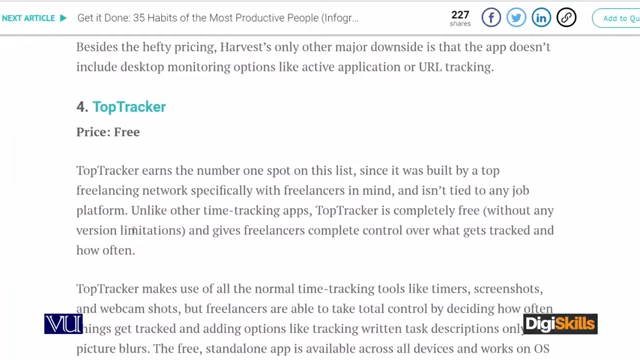 NEXT ARTICLE Get it Done: 35 Habits of the Most Productive People (Infogr... 227 shares Add to Qu
Besides the hefty pricing, Harvest's only other major downside is that the app doesn't
include desktop monitoring options like active application or URL tracking.
4. TopTracker
Price: Free
TopTracker earns the number one spot on this list, since it was built by a top
freelancing network specifically with freelancers in mind, and isn't tied to any job
platform. Unlike other time-tracking apps, TopTracker is completely free (without any
version limitations) and gives freelancers complete control over what gets tracked and
how often.
TopTracker makes use of all the normal time-tracking tools like timers, screenshots,
and webcam shots, but freelancers are able to take total control by deciding how often
things get tracked and adding options like tracking written task descriptions only
picture blurs. The free, standalone app is available across all devices and works on OS
VU
DigiSkills